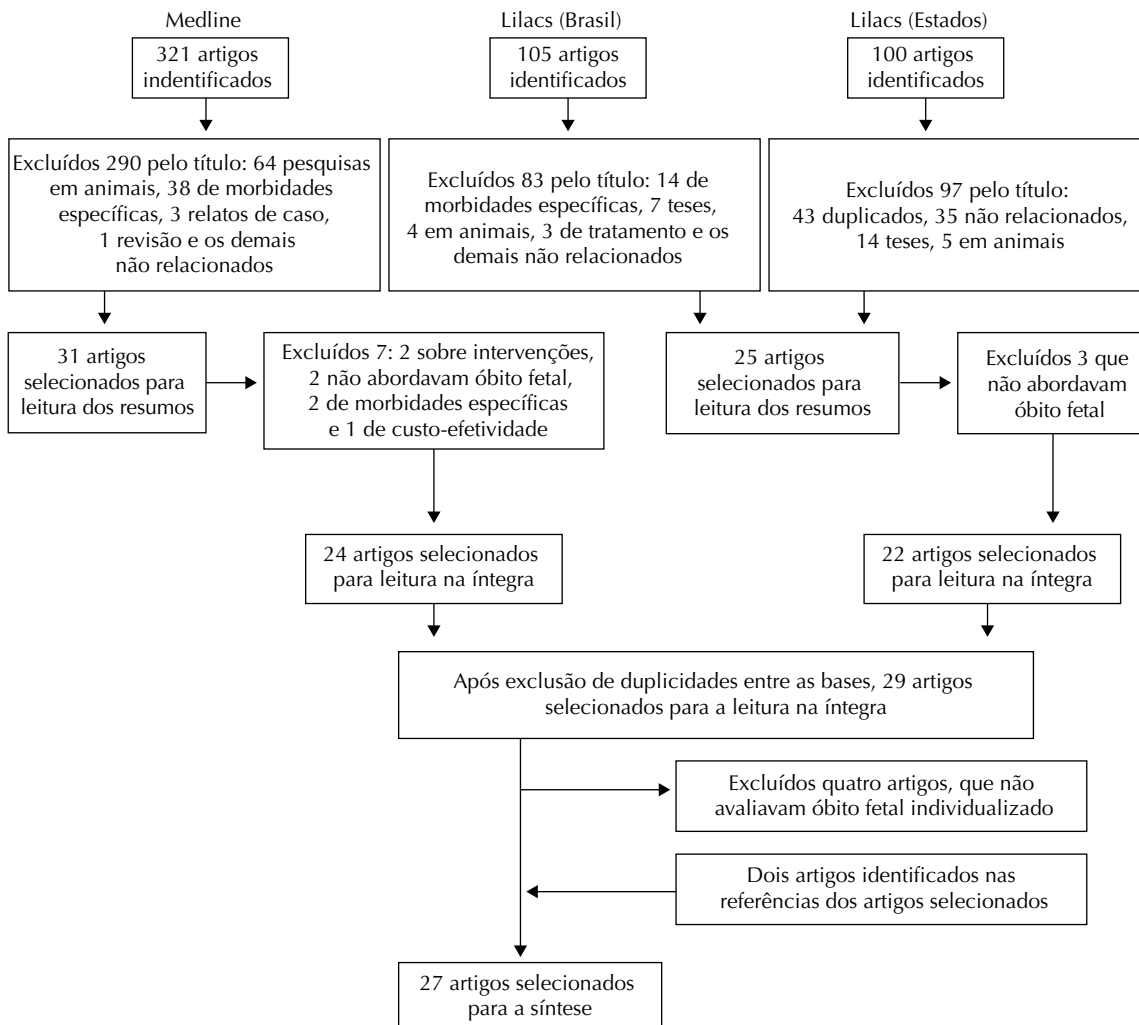 Medline
321 artigos
indentificados
Lilacs (Brasil)
105 artigos
identificados
Lilacs (Estados)
100 artigos
identificados
Excluídos 290 pelo título: 64 pesquisas
em animais, 38 de morbidades
específicas, 3 relatos de caso,
1 revisão e os demais
não relacionados
Excluídos 83 pelo título: 14 de
morbidades específicas, 7 teses,
4 em animais, 3 de tratamento e os
demais não relacionados
Excluídos 97 pelo título:
43 duplicados, 35 não relacionados,
14 teses, 5 em animais
31 artigos
selecionados para
leitura dos resumos
Excluídos 7: 2 sobre intervenções,
2 não abordavam óbito fetal,
2 de morbidades específicas
e 1 de custo-efetividade
25 artigos
selecionados para
leitura dos resumos
Excluídos 3 que
não abordavam
óbito fetal
24 artigos selecionados
para leitura na íntegra
22 artigos selecionados
para leitura na íntegra
Após exclusão de duplicidades entre as bases, 29 artigos
selecionados para a leitura na íntegra
Excluídos quatro artigos, que não
avaliavam óbito fetal individualizado
Dois artigos identificados nas
referências dos artigos selecionados
27 artigos selecionados
para a síntese